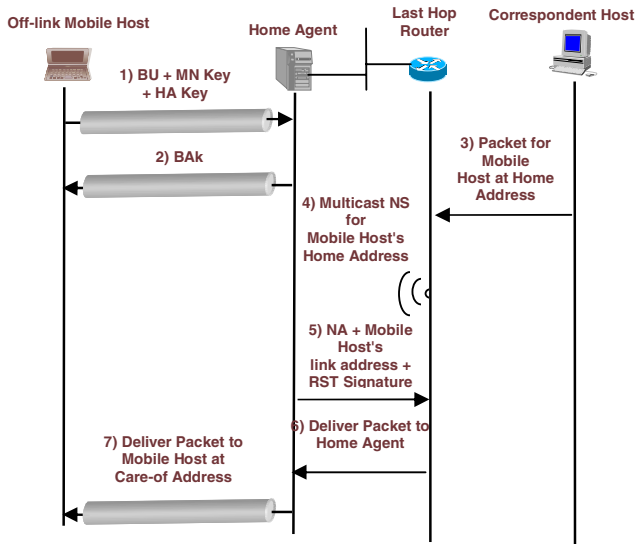 Off-link Mobile Host
Home Agent
Last Hop
Router
Correspondent Host
1) BU + MN Key
+ HA Key
2) BAk
3) Packet for
Mobile
Host at Home
Address
4) Multicast NS
for
Mobile Host's
Home Address
5) NA + Mobile
Host's
link address +
RST Signature
6) Deliver Packet to
Home Agent
7) Deliver Packet to
Mobile Host at
Care-of Address